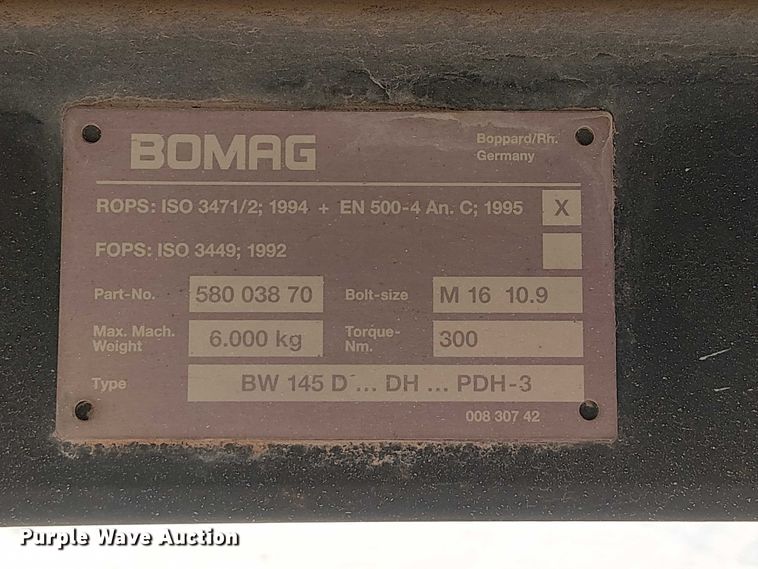 BOMAG
Boppard/Rh.
Germany
ROPS: ISO 3471/2; 1994 + EN 500-4 An. C; 1995 X
FOPS: ISO 3449; 1992
Part-No. 580 038 70 Bolt-size M 16 10.9
Max. Mach. Weight 6.000 kg Torque-Nm. 300
Type BW 145 D ... DH ... PDH-3
008 307 42
Purple Wave Auction